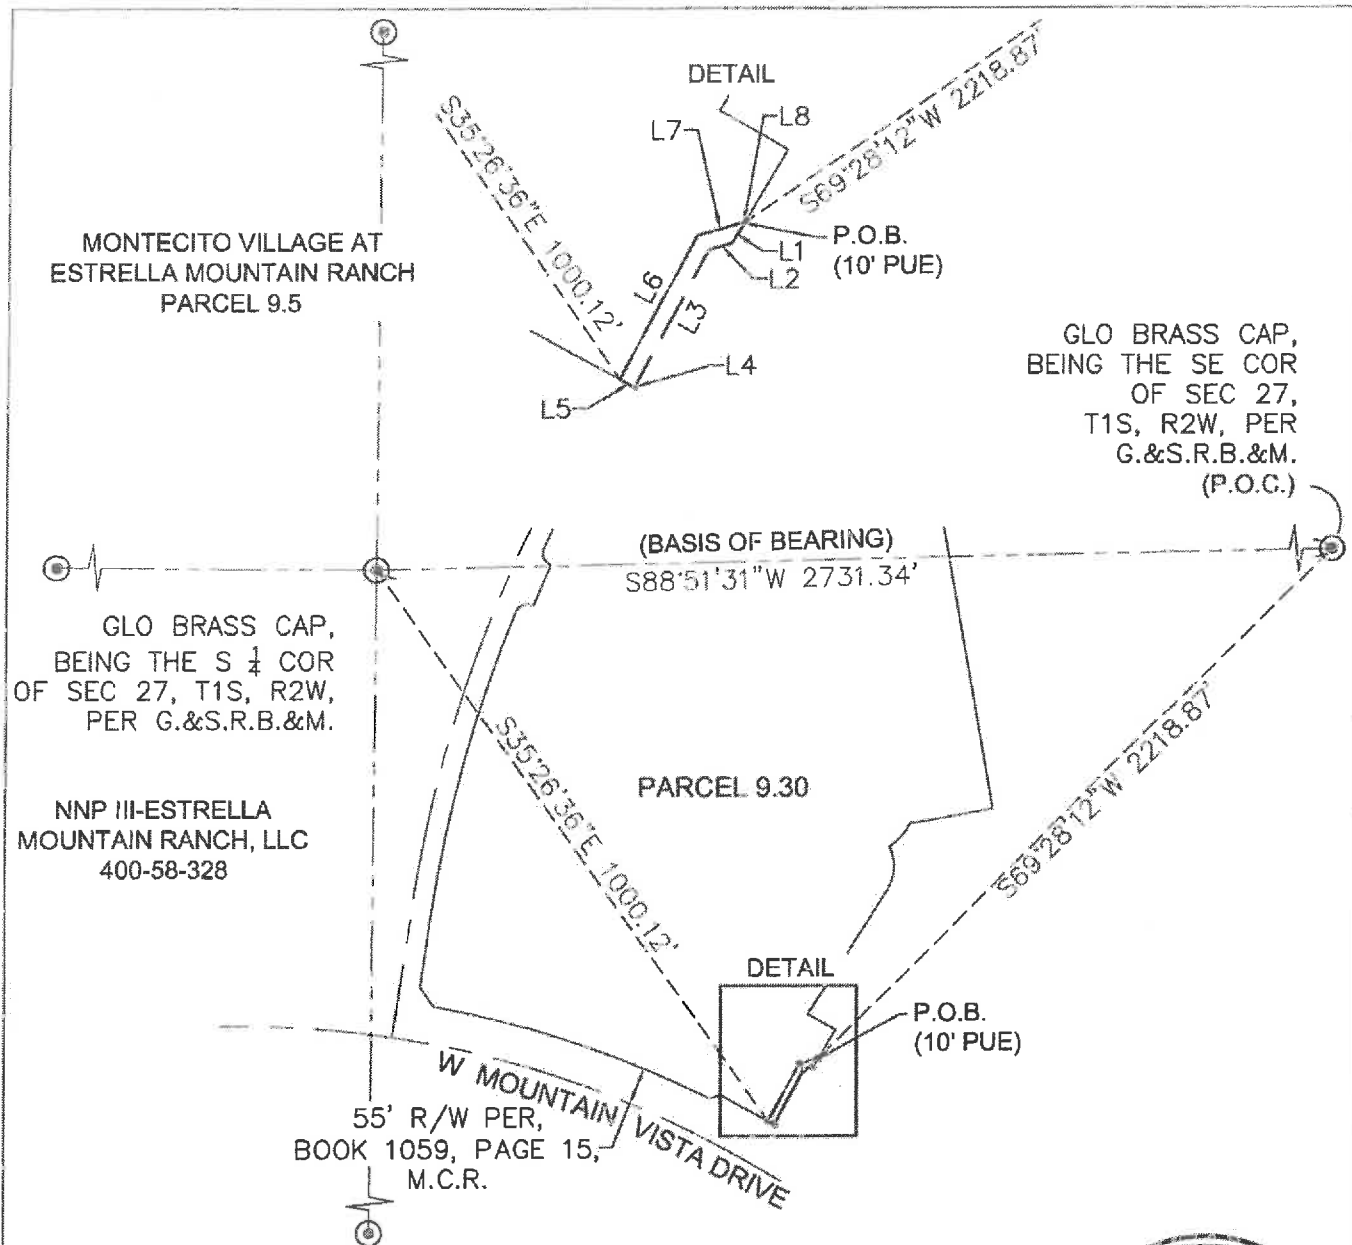 DETAIL
S35°26'36"E 1000.12'
S69°28'12"W 2218.87'
L7
L8
P.O.B.
(10' PUE)
L1
L2
L6
L3
L4
L5
MONTECITO VILLAGE AT
ESTRELLA MOUNTAIN RANCH
PARCEL 9.5
GLO BRASS CAP,
BEING THE SE COR
OF SEC 27,
T1S, R2W, PER
G.&S.R.B.&M.
(P.O.C.)
(BASIS OF BEARING)
S88°51'31"W 2731.34'
GLO BRASS CAP,
BEING THE S ¼ COR
OF SEC 27, T1S, R2W,
PER G.&S.R.B.&M.
S35°26'36"E 1000.12'
PARCEL 9.30
S69°28'12"W 2218.87'
NNP III-ESTRELLA
MOUNTAIN RANCH, LLC
400-58-328
DETAIL
P.O.B.
(10' PUE)
W MOUNTAIN VISTA DRIVE
55' R/W PER,
BOOK 1059, PAGE 15,
M.C.R.